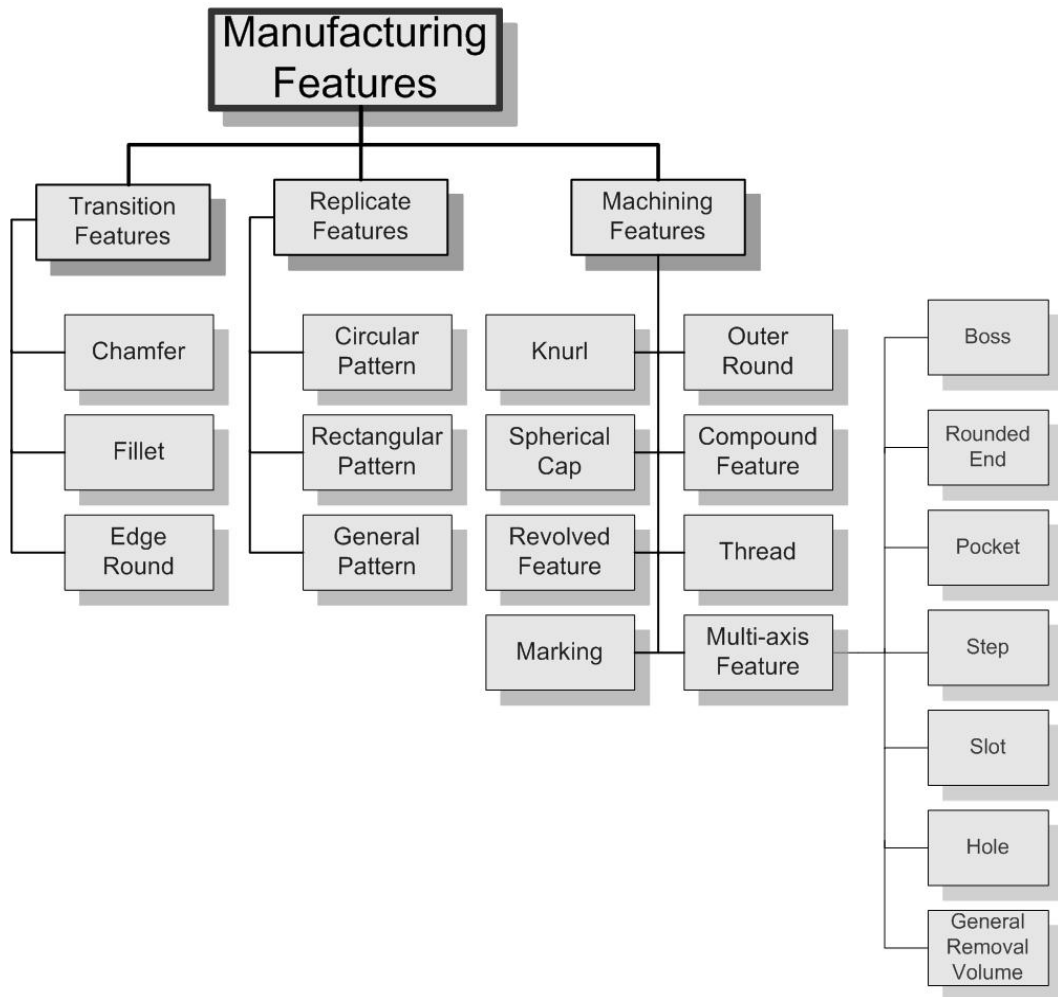 Manufacturing
Features
Transition
Features
Replicate
Features
Machining
Features
Chamfer
Fillet
Edge
Round
Circular
Pattern
Rectangular
Pattern
General
Pattern
Knurl
Outer
Round
Spherical
Cap
Compound
Feature
Revolved
Feature
Thread
Marking
Multi-axis
Feature
Boss
Rounded
End
Pocket
Step
Slot
Hole
General
Removal
Volume